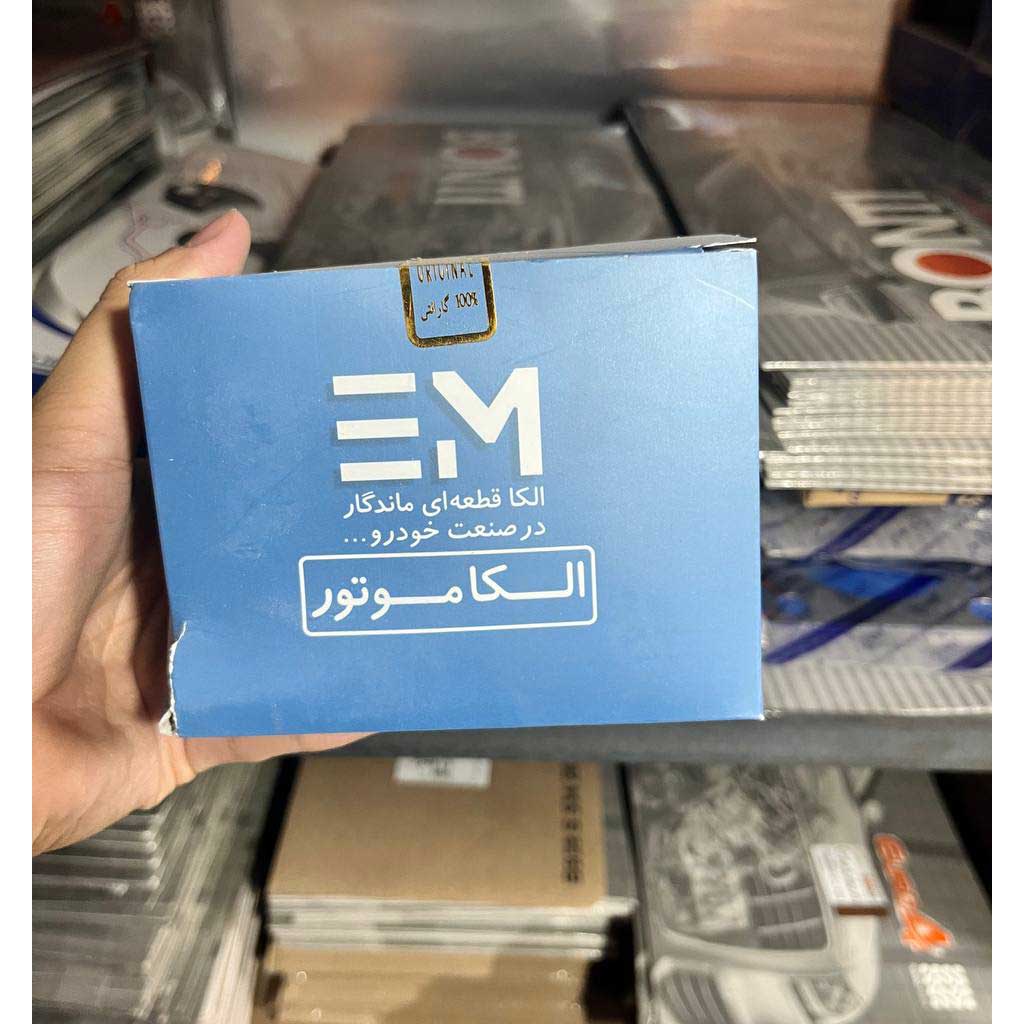 ORIGINAL
100% گارانتی
EM
الکا قطعه‌ای ماندگار
در صنعت خودرو...
الکا موتور